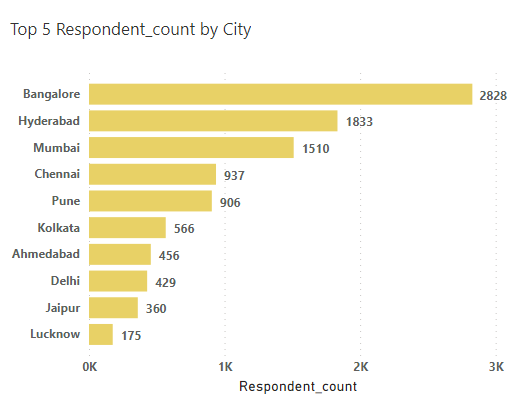 Top 5 Respondent_count by City
Bangalore 2828
Hyderabad 1833
Mumbai 1510
Chennai 937
Pune 906
Kolkata 566
Ahmedabad 456
Delhi 429
Jaipur 360
Lucknow 175
0K 1K 2K 3K
Respondent_count